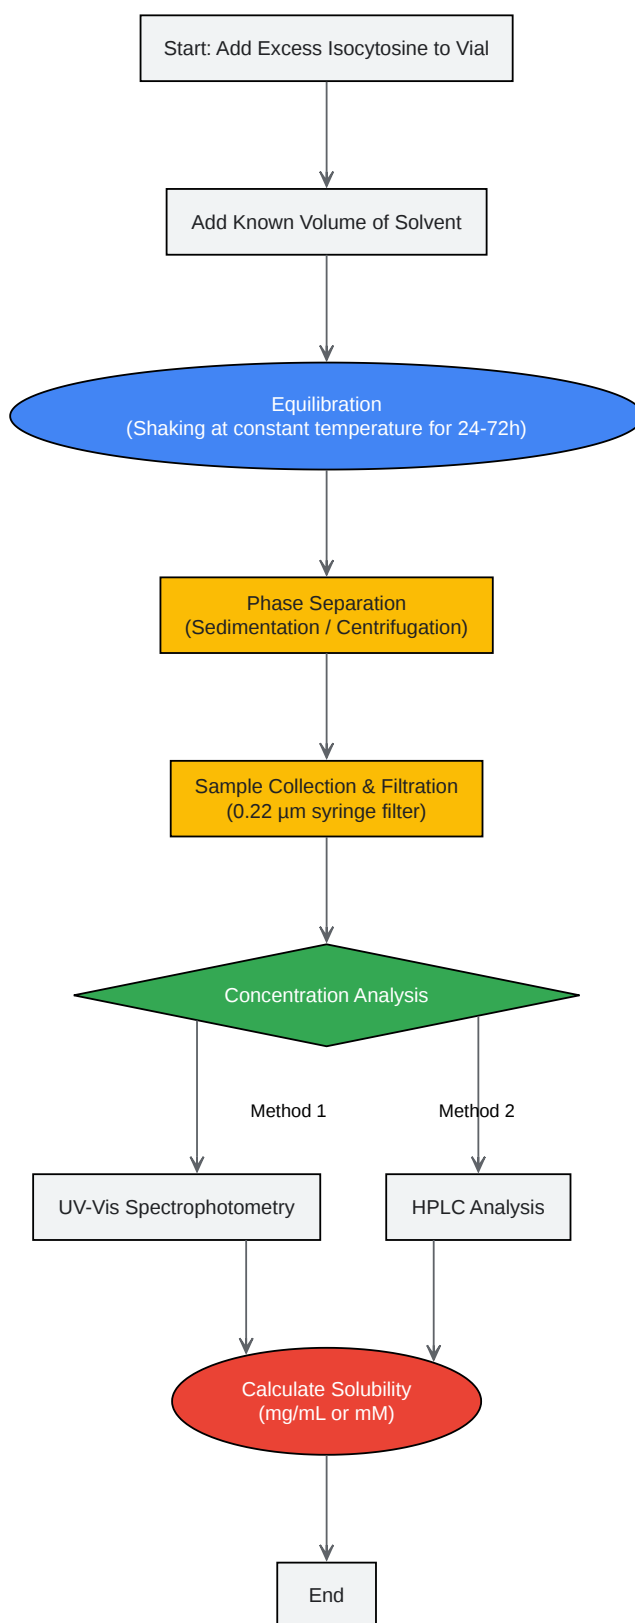 Start: Add Excess Isocytosine to Vial
Add Known Volume of Solvent
Equilibration
(Shaking at constant temperature for 24-72h)
Phase Separation
(Sedimentation / Centrifugation)
Sample Collection & Filtration
(0.22 µm syringe filter)
Concentration Analysis
Method 1
Method 2
UV-Vis Spectrophotometry
HPLC Analysis
Calculate Solubility
(mg/mL or mM)
End